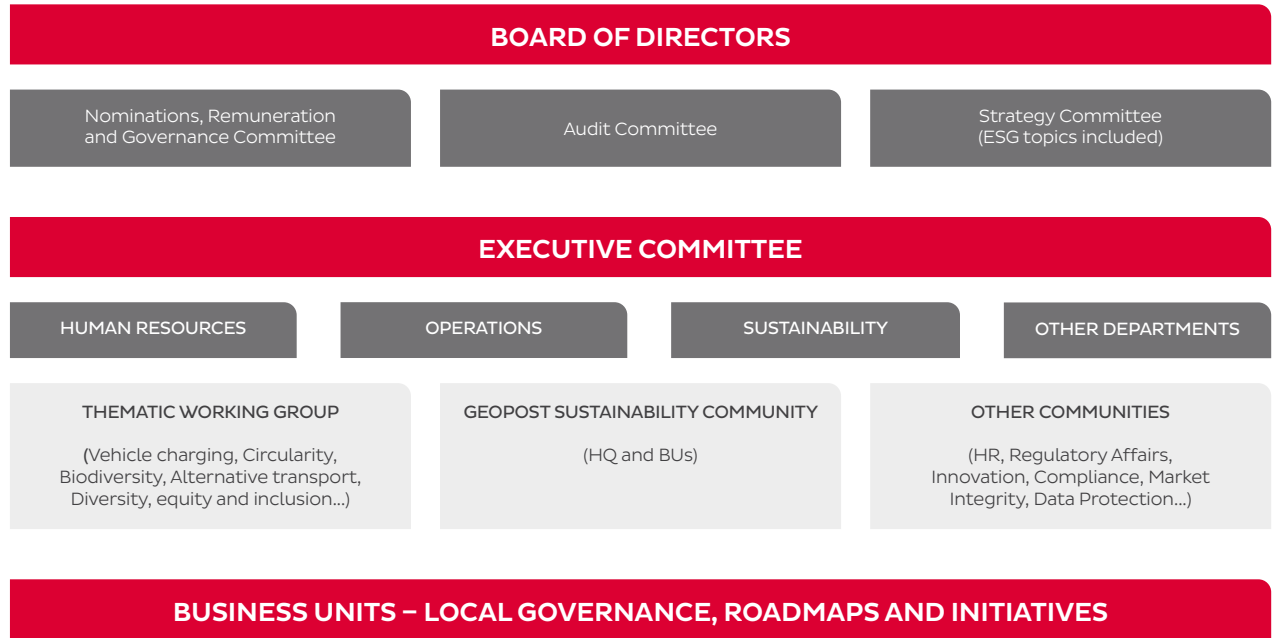 BOARD OF DIRECTORS
Nominations, Remuneration
and Governance Committee
Audit Committee
Strategy Committee
(ESG topics included)
EXECUTIVE COMMITTEE
HUMAN RESOURCES
OPERATIONS
SUSTAINABILITY
OTHER DEPARTMENTS
THEMATIC WORKING GROUP
(Vehicle charging, Circularity,
Biodiversity, Alternative transport,
Diversity, equity and inclusion...)
GEOPOST SUSTAINABILITY COMMUNITY
(HQ and BUs)
OTHER COMMUNITIES
(HR, Regulatory Affairs,
Innovation, Compliance, Market
Integrity, Data Protection...)
BUSINESS UNITS – LOCAL GOVERNANCE, ROADMAPS AND INITIATIVES